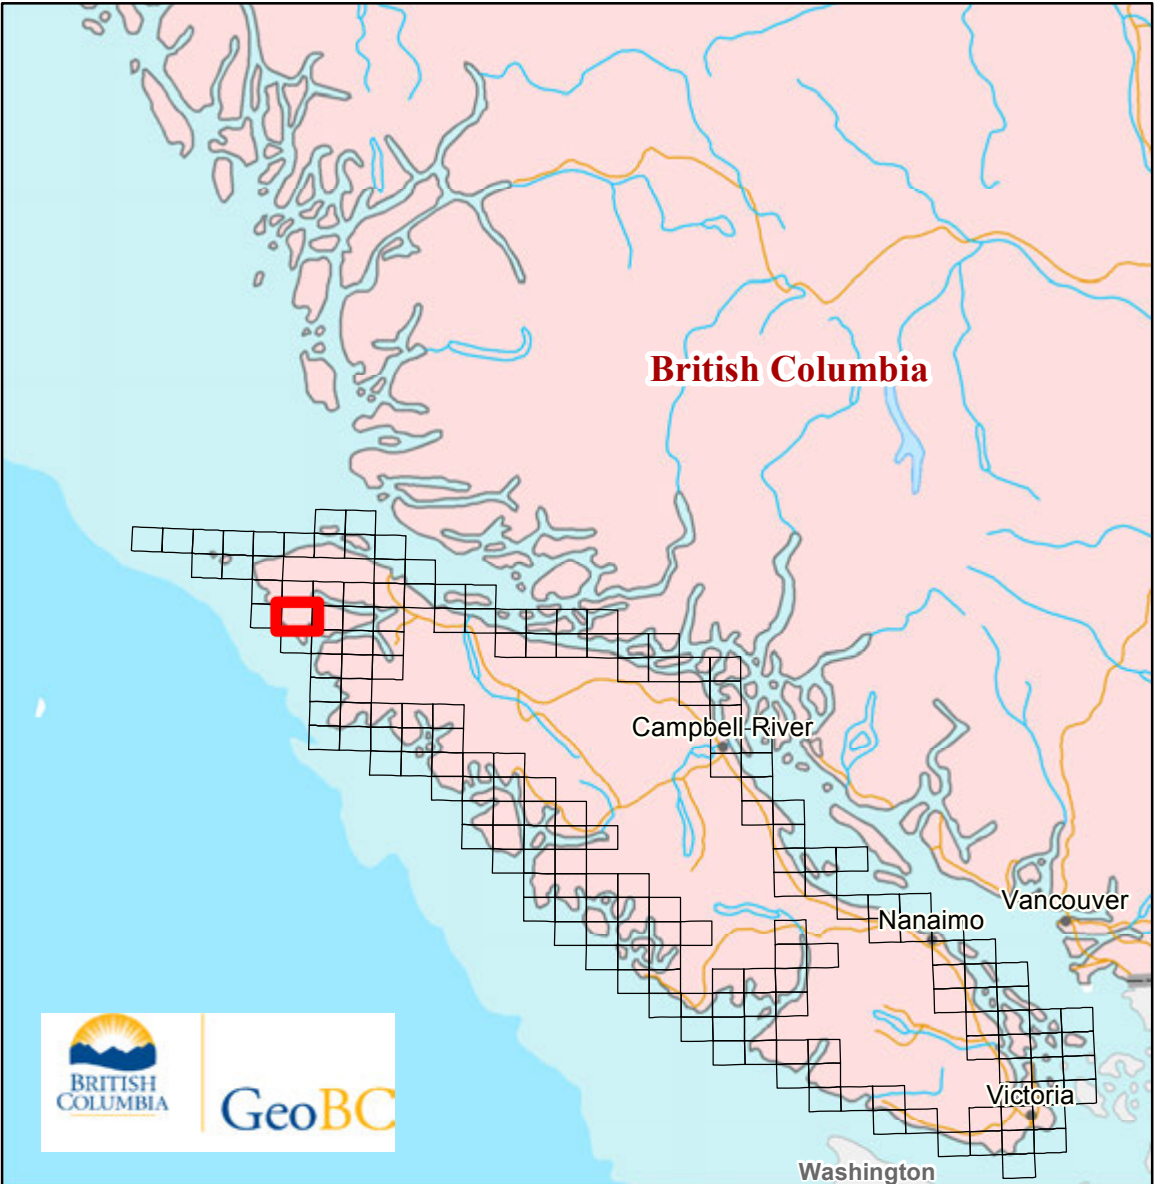 British Columbia
Campbell River
Vancouver
Nanaimo
BRITISH
COLUMBIA
GeoBC
Victoria
Washington